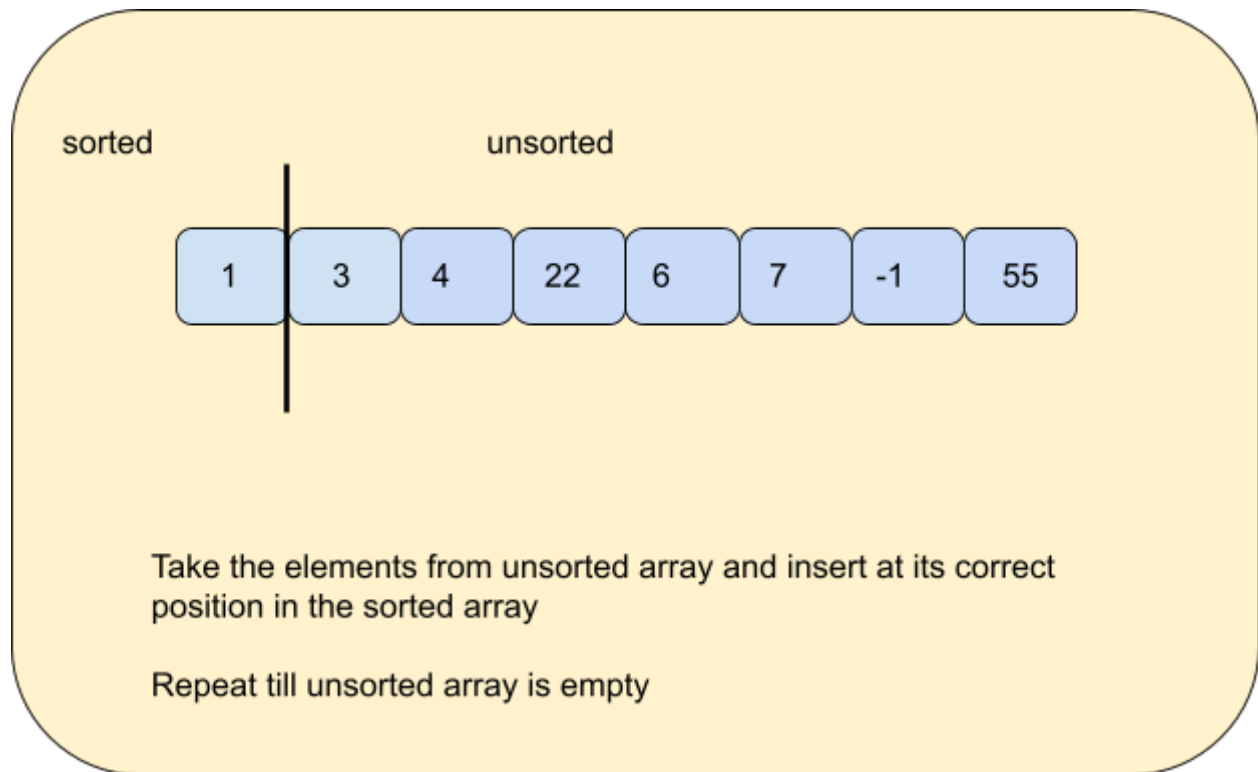 sorted unsorted
1 3 4 22 6 7 -1 55
Take the elements from unsorted array and insert at its correct
position in the sorted array
Repeat till unsorted array is empty